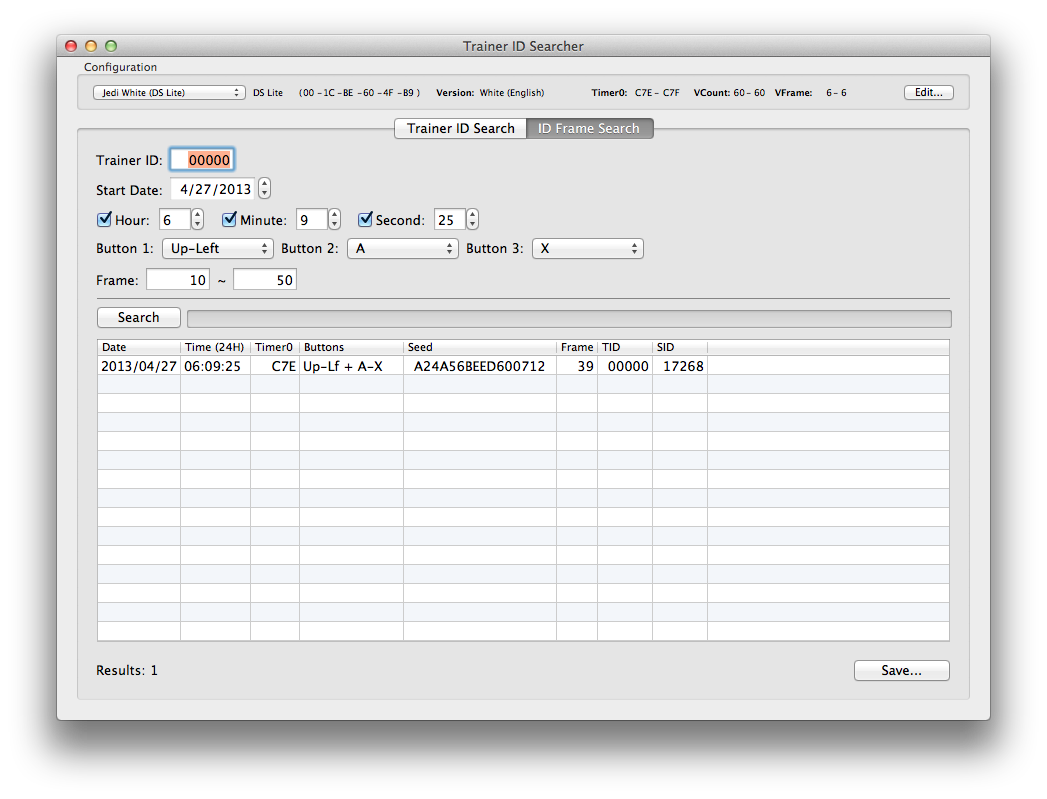 Trainer ID Searcher
Configuration
Jedi White (DS Lite) DS Lite (00 -1C -BE -60 -4F -B9 ) Version: White (English) Timer0: C7E - C7F VCount: 60 - 60 VFrame: 6 - 6 Edit...
Trainer ID Search ID Frame Search
Trainer ID: 00000
Start Date: 4/27/2013
Hour: 6 Minute: 9 Second: 25
Button 1: Up-Left Button 2: A Button 3: X
Frame: 10 ~ 50
Search
Date Time (24H) Timer0 Buttons Seed Frame TID SID
2013/04/27 06:09:25 C7E Up-Lf + A-X A24A56BEED600712 39 00000 17268
Results: 1 Save...